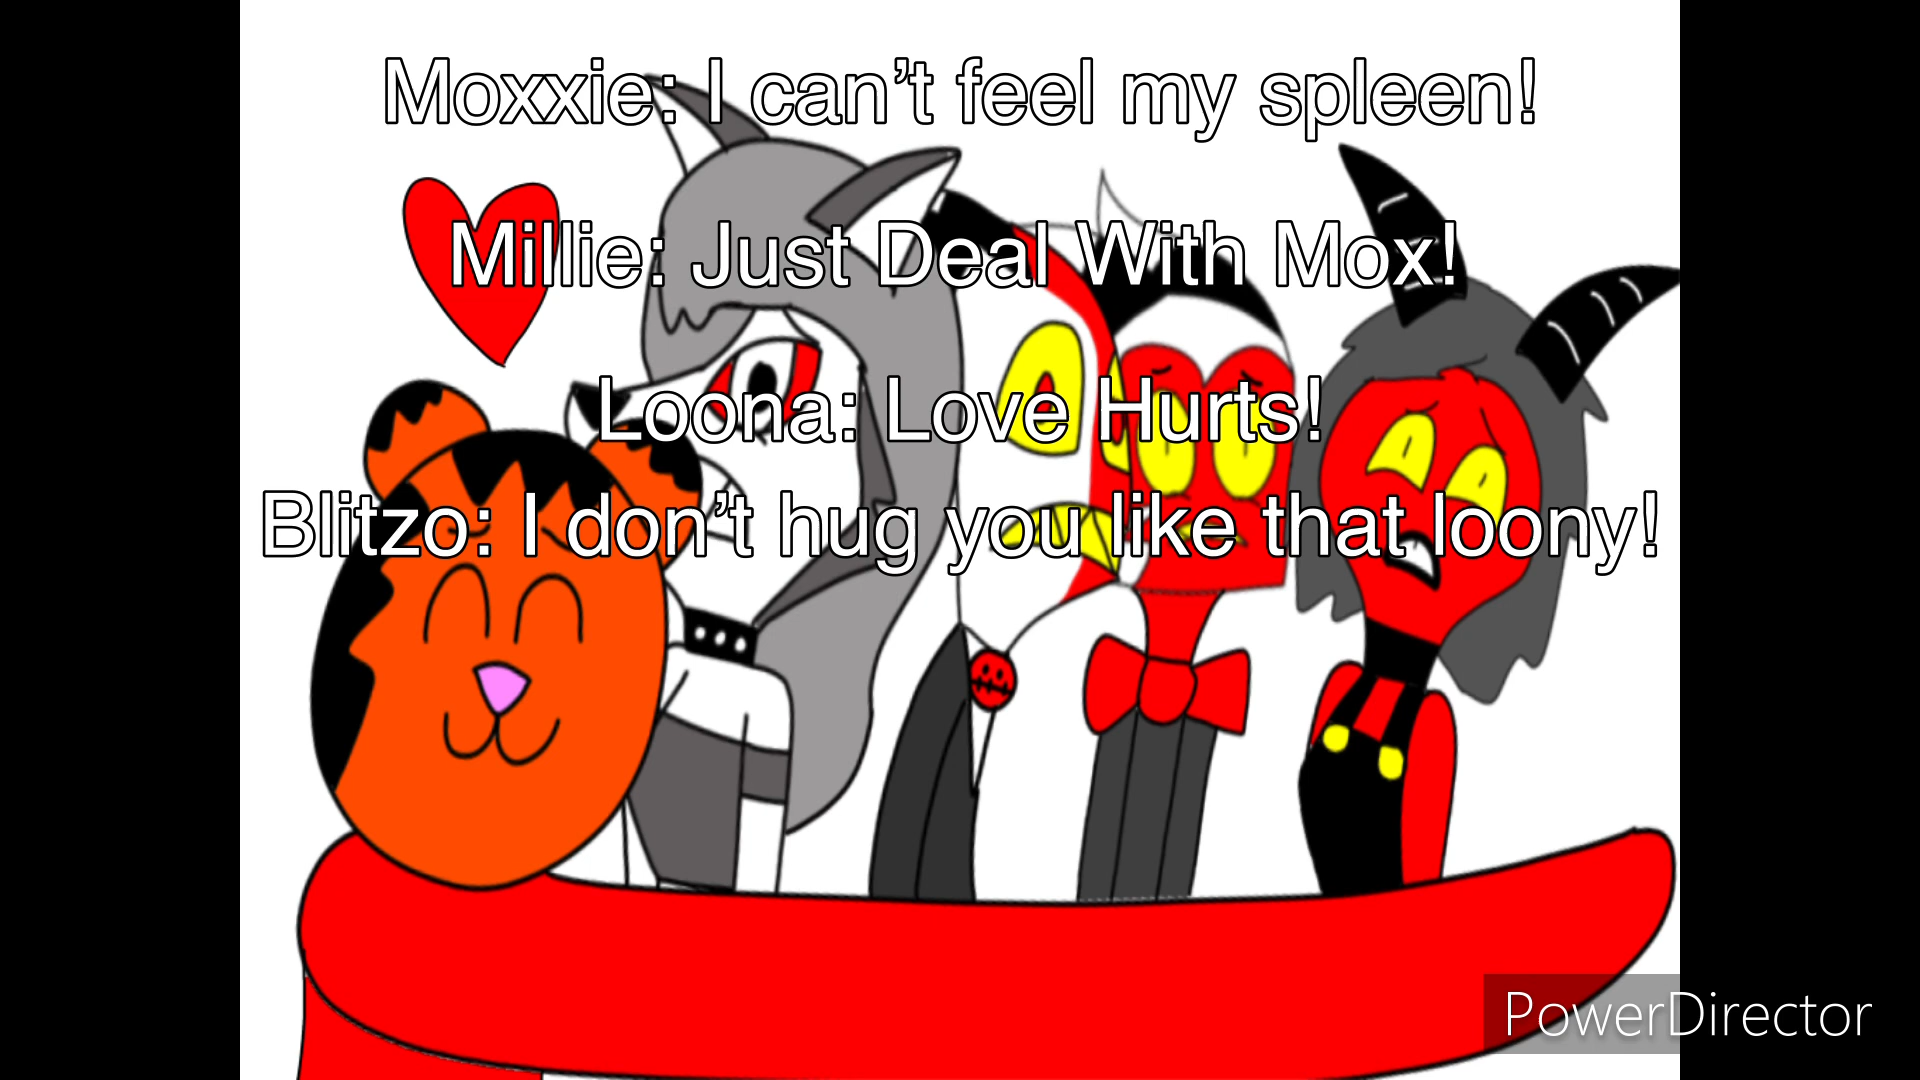 Moxxie: I can’t feel my spleen!
Millie: Just Deal With Mox!
Loona: Love Hurts!
Blitzo: I don’t hug you like that loony!
PowerDirector